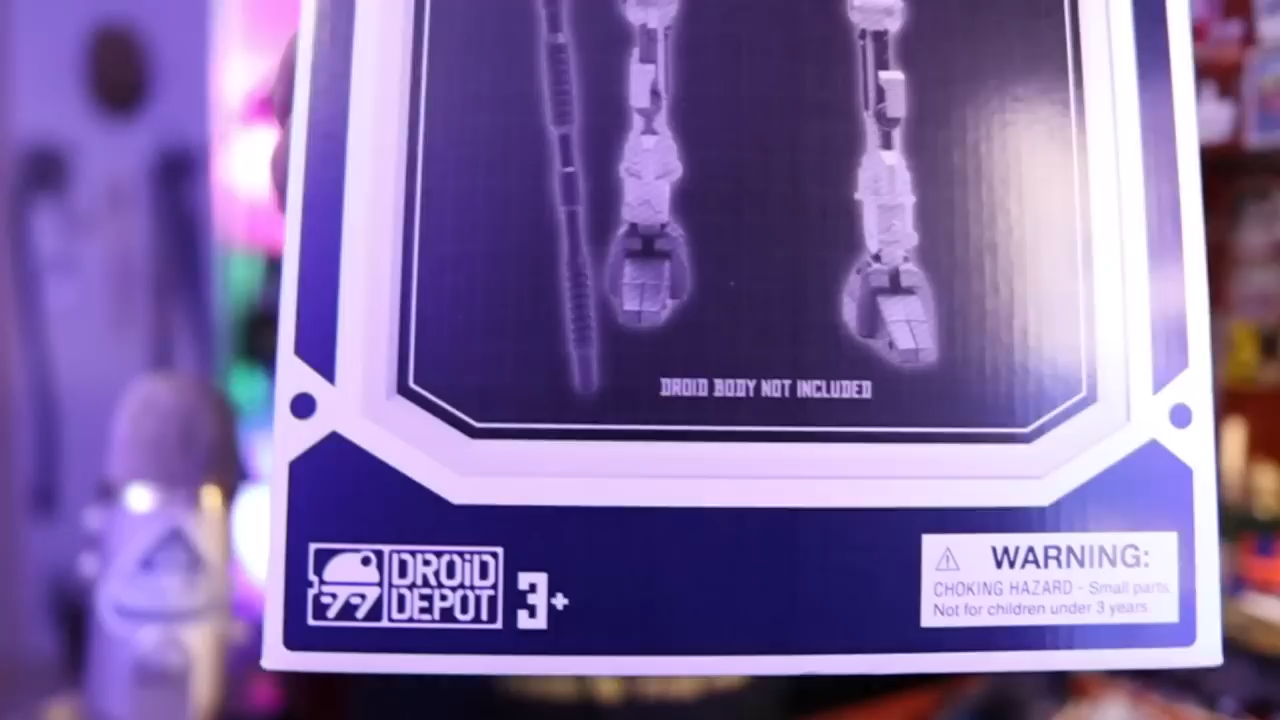 DROID BODY NOT INCLUDED
DROiD
DEPOT
3+
WARNING:
CHOKING HAZARD - Small parts.
Not for children under 3 years.